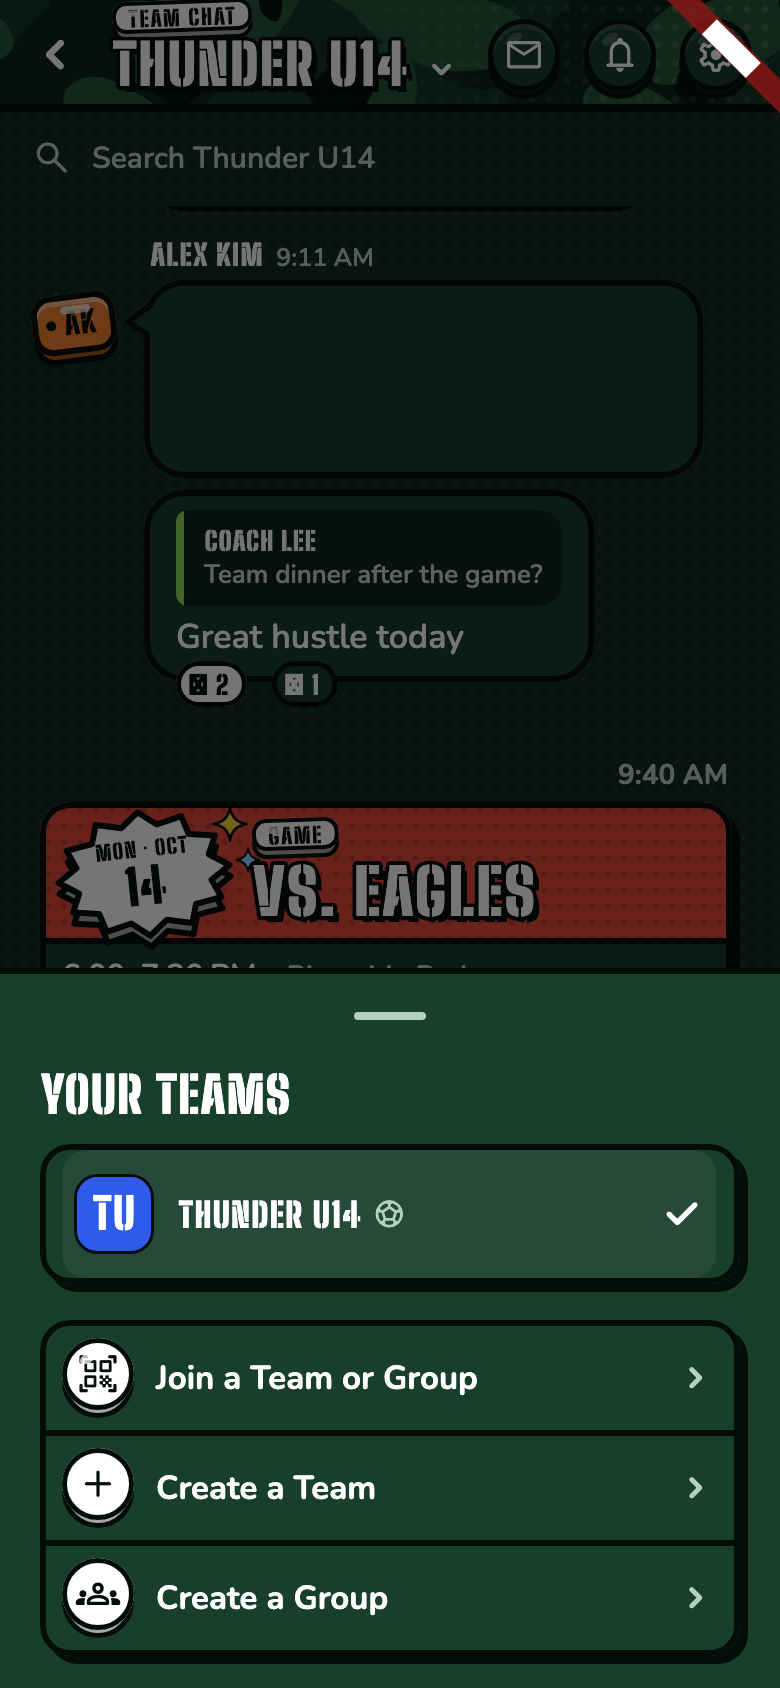 TEAM CHAT
THUNDER U14
Search Thunder U14
ALEX KIM 9:11 AM
AK
COACH LEE
Team dinner after the game?
Great hustle today
2 1
9:40 AM
MON · OCT
14
GAME
VS. EAGLES
YOUR TEAMS
TU THUNDER U14
Join a Team or Group
Create a Team
Create a Group